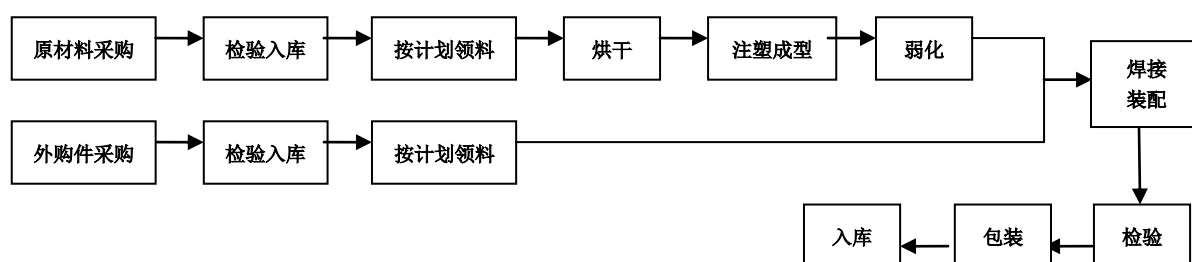 原材料采购
检验入库
按计划领料
烘干
注塑成型
弱化
焊接
装配
外购件采购
检验入库
按计划领料
入库
包装
检验